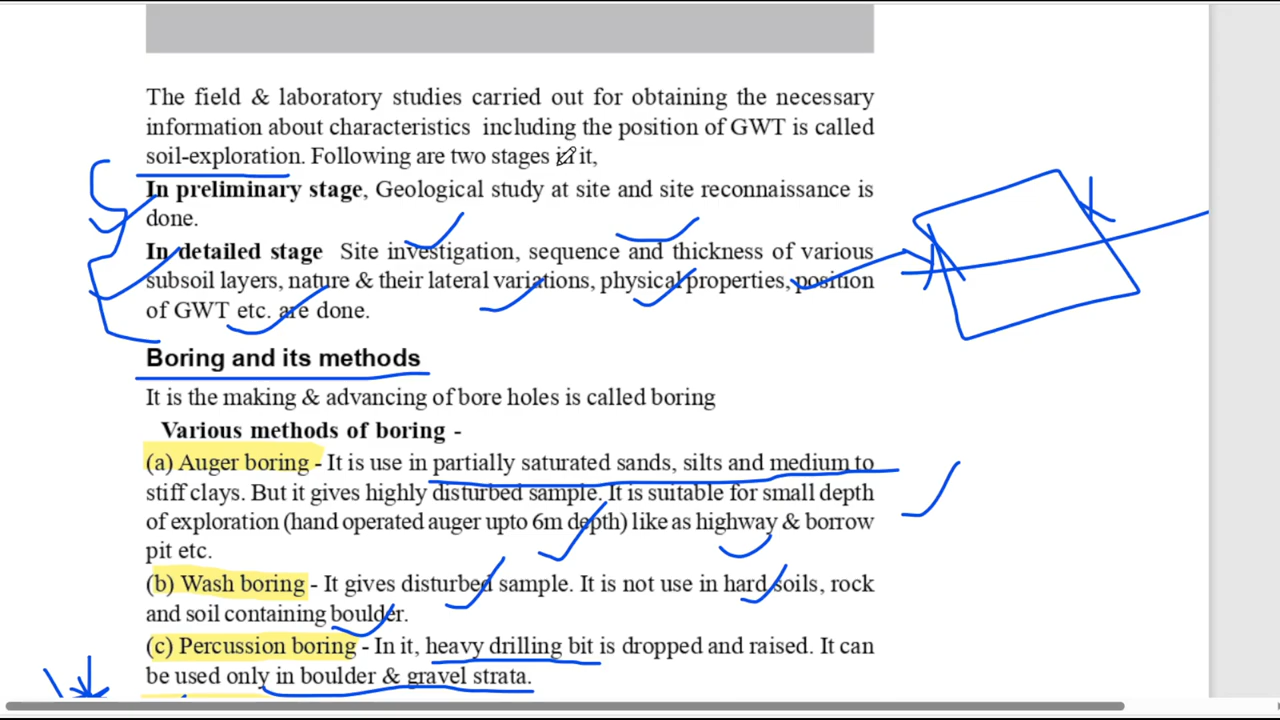 The field & laboratory studies carried out for obtaining the necessary
information about characteristics including the position of GWT is called
soil-exploration. Following are two stages in it,
In preliminary stage, Geological study at site and site reconnaissance is
done.
In detailed stage Site investigation, sequence and thickness of various
subsoil layers, nature & their lateral variations, physical properties, position
of GWT etc. are done.
Boring and its methods
It is the making & advancing of bore holes is called boring
Various methods of boring -
(a) Auger boring - It is use in partially saturated sands, silts and medium to
stiff clays. But it gives highly disturbed sample. It is suitable for small depth
of exploration (hand operated auger upto 6m depth) like as highway & borrow
pit etc.
(b) Wash boring - It gives disturbed sample. It is not use in hard soils, rock
and soil containing boulder.
(c) Percussion boring - In it, heavy drilling bit is dropped and raised. It can
be used only in boulder & gravel strata.